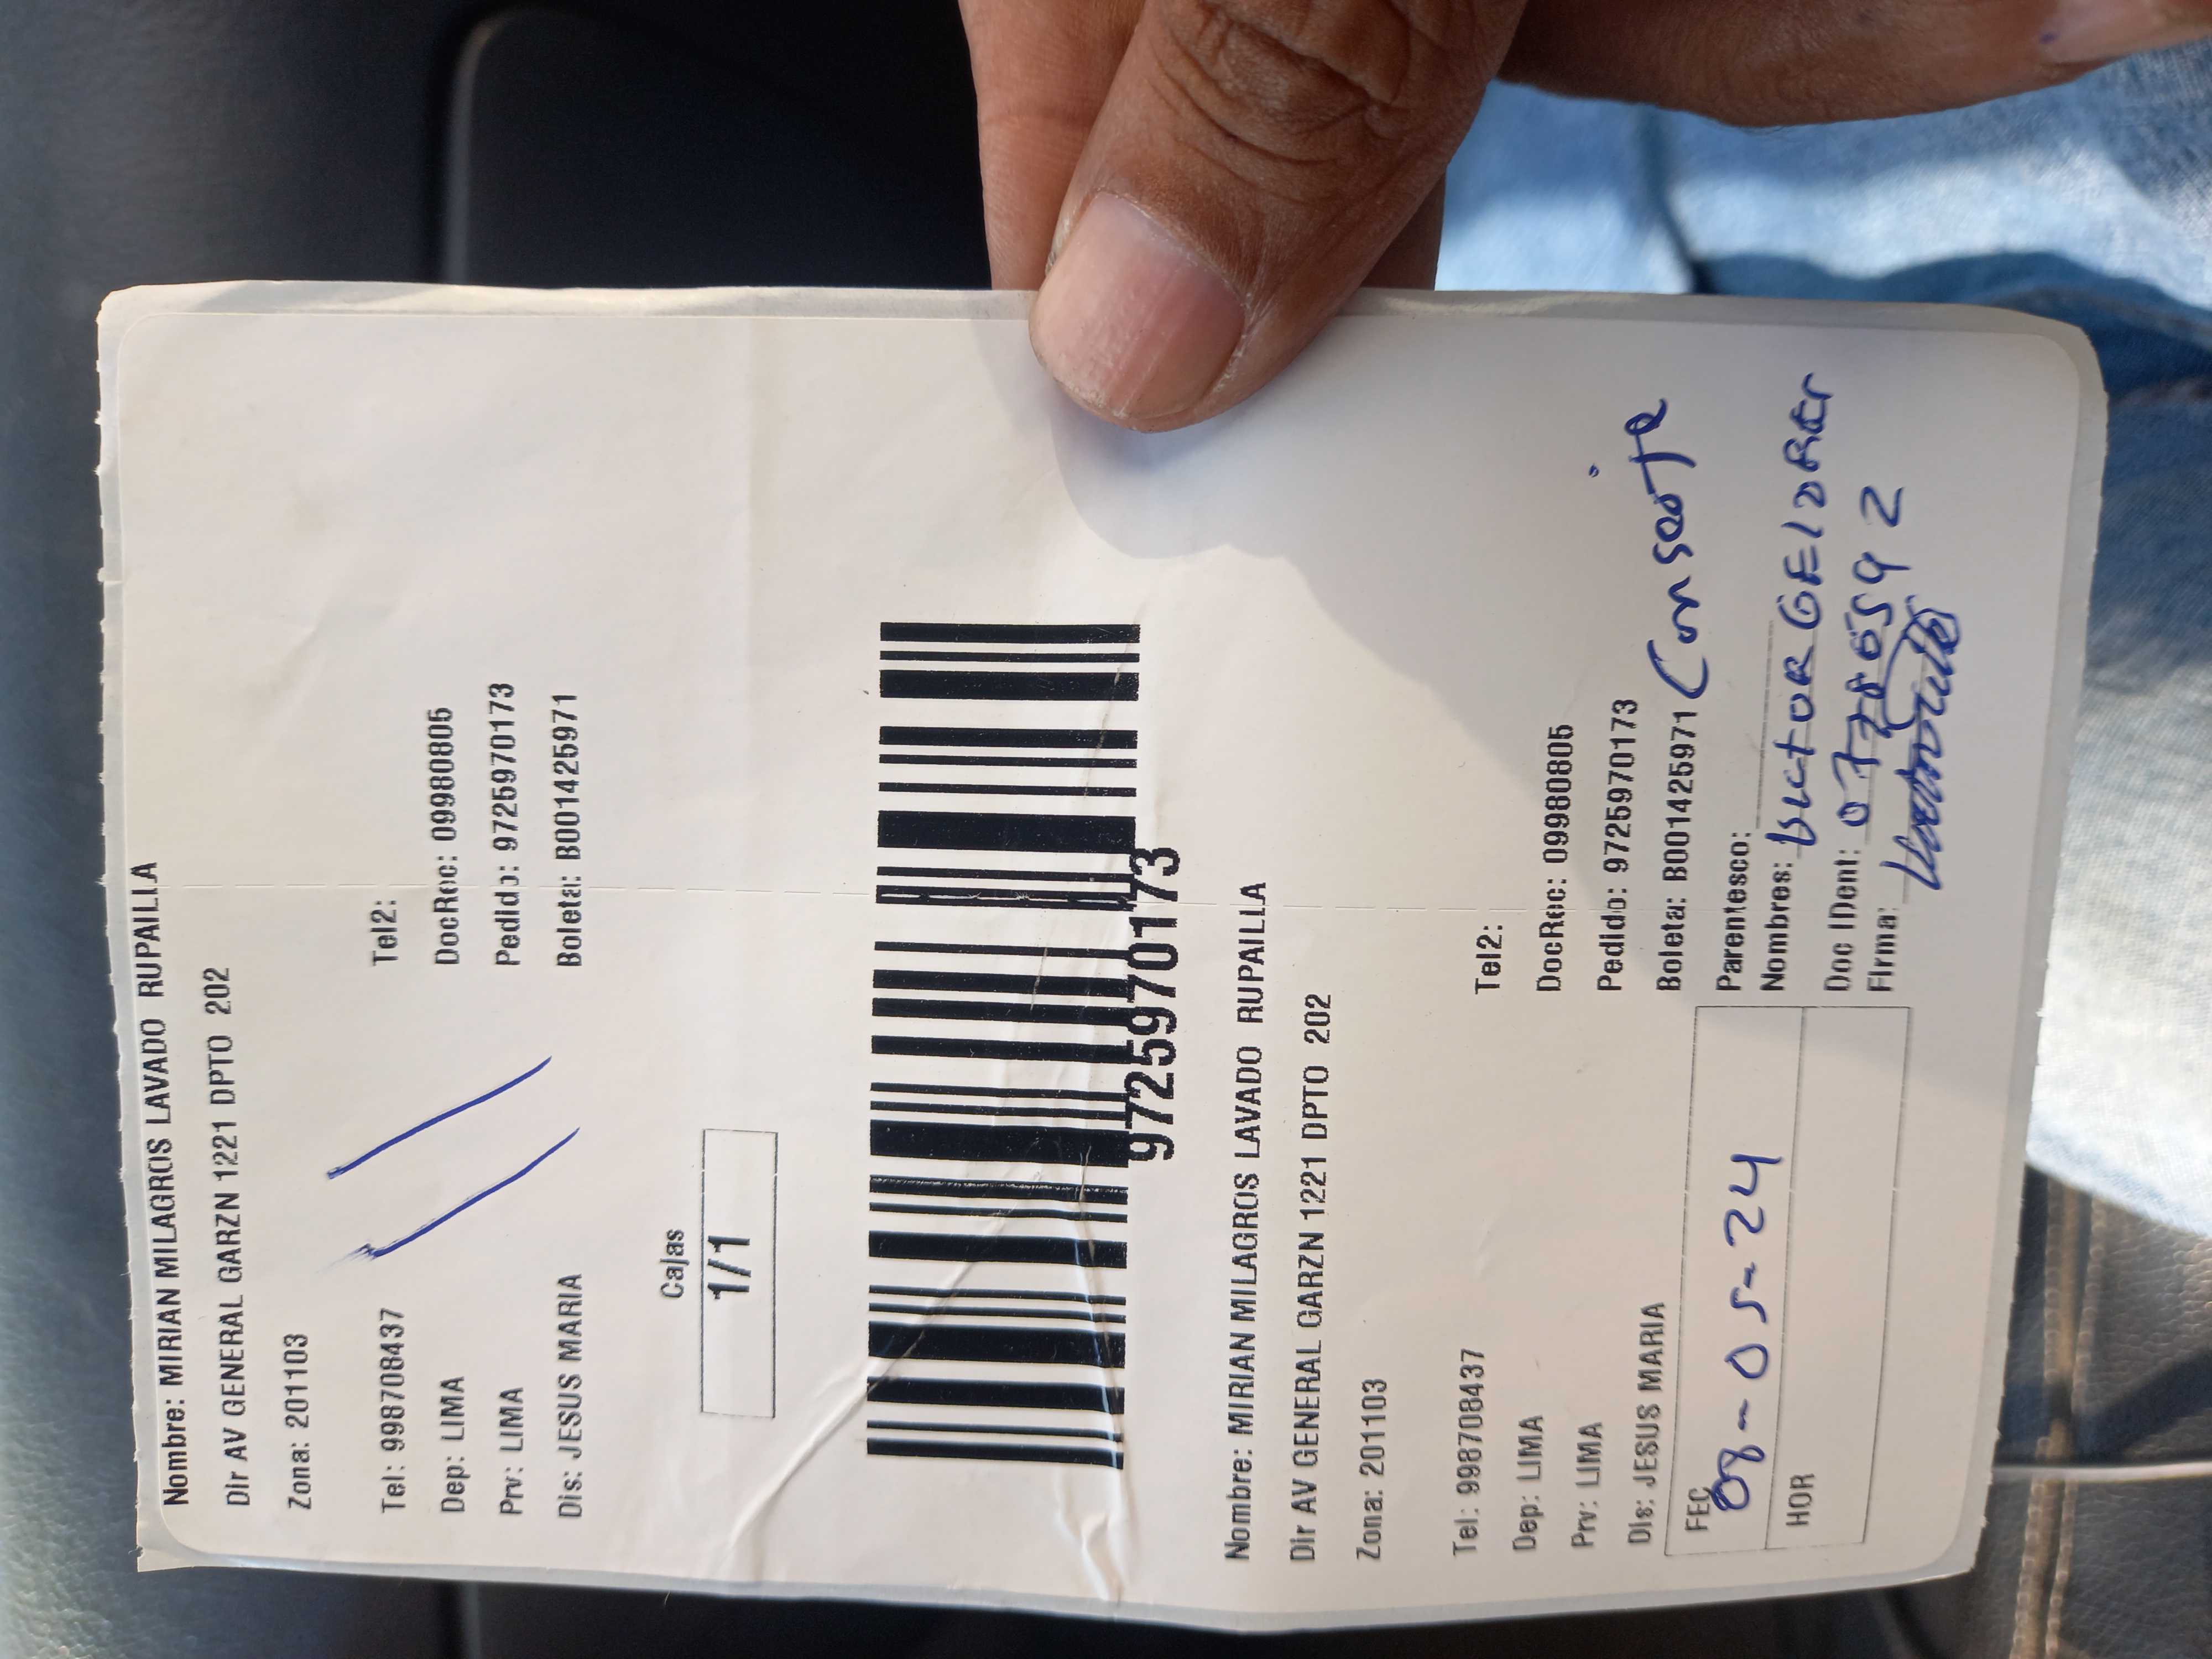 Nombre: MIRIAN MILAGROS LAVADO RUPAILLA
Dir AV GENERAL GARZN 1221 DPTO 202
Zona: 201103
Tel: 998708437 Tel2:
Dep: LIMA DocRec: 09980805
Prv: LIMA Pedido: 9725970173
Dis: JESUS MARIA Boleta: B001425971
Cajas
1/1
9725970173
Nombre: MIRIAN MILAGROS LAVADO RUPAILLA
Dir AV GENERAL GARZN 1221 DPTO 202
Zona: 201103
Tel: 998708437 Tel2:
Dep: LIMA DocRec: 09980805
Prv: LIMA Pedido: 9725970173
Dis: JESUS MARIA Boleta: B001425971
Conserje
FEC 08-05-24 Parentesco:
Nombres:
HOR Doc IDent:
Firma: